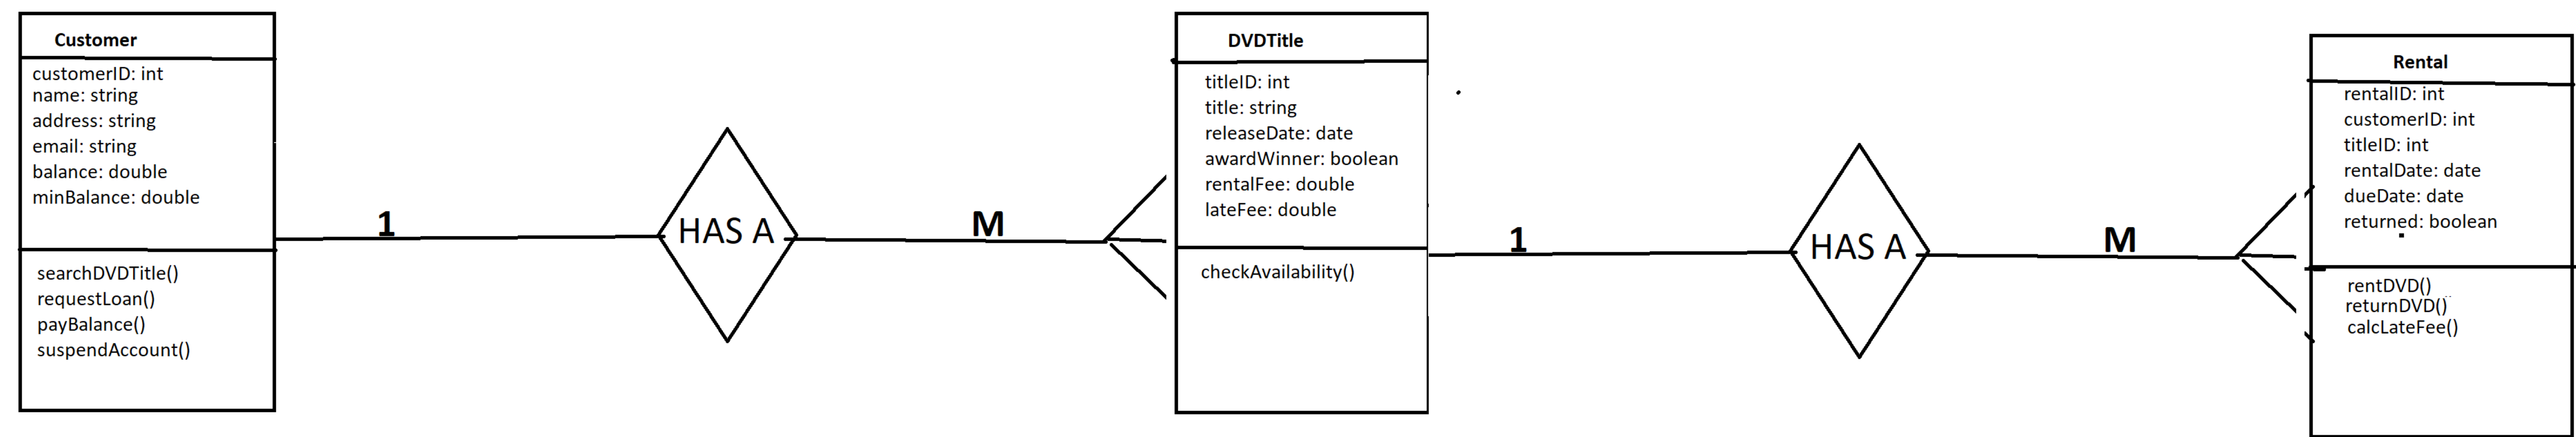 Customer
customerID: int
name: string
address: string
email: string
balance: double
minBalance: double
searchDVDTitle()
requestLoan()
payBalance()
suspendAccount()
1
HAS A
M
DVDTitle
titleID: int
title: string
releaseDate: date
awardWinner: boolean
rentalFee: double
lateFee: double
checkAvailability()
1
HAS A
M
Rental
rentalID: int
customerID: int
titleID: int
rentalDate: date
dueDate: date
returned: boolean
rentDVD()
returnDVD()
calcLateFee()